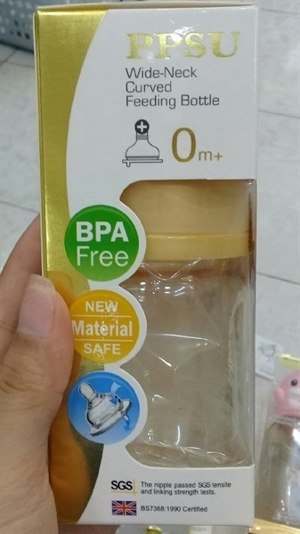 PPSU
Wide-Neck
Curved
Feeding Bottle
0m+
BPA
Free
NEW
Material
SAFE
SGS
The nipple passed SGS tensile
and linking strength tests.
BS7368:1990 Certified